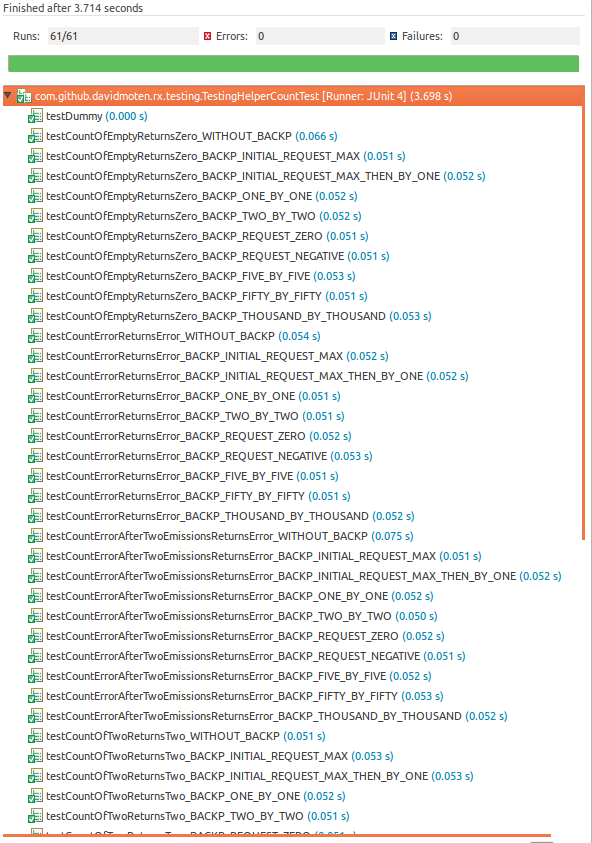 Finished after 3.714 seconds
Runs: 61/61 Errors: 0 Failures: 0
com.github.davidmoten.rx.testing.TestingHelperCountTest [Runner: JUnit 4] (3.698 s)
testDummy (0.000 s)
testCountOfEmptyReturnsZero_WITHOUT_BACKP (0.066 s)
testCountOfEmptyReturnsZero_BACKP_INITIAL_REQUEST_MAX (0.051 s)
testCountOfEmptyReturnsZero_BACKP_INITIAL_REQUEST_MAX_THEN_BY_ONE (0.052 s)
testCountOfEmptyReturnsZero_BACKP_ONE_BY_ONE (0.052 s)
testCountOfEmptyReturnsZero_BACKP_TWO_BY_TWO (0.052 s)
testCountOfEmptyReturnsZero_BACKP_REQUEST_ZERO (0.051 s)
testCountOfEmptyReturnsZero_BACKP_REQUEST_NEGATIVE (0.051 s)
testCountOfEmptyReturnsZero_BACKP_FIVE_BY_FIVE (0.053 s)
testCountOfEmptyReturnsZero_BACKP_FIFTY_BY_FIFTY (0.051 s)
testCountOfEmptyReturnsZero_BACKP_THOUSAND_BY_THOUSAND (0.053 s)
testCountErrorReturnsError_WITHOUT_BACKP (0.054 s)
testCountErrorReturnsError_BACKP_INITIAL_REQUEST_MAX (0.052 s)
testCountErrorReturnsError_BACKP_INITIAL_REQUEST_MAX_THEN_BY_ONE (0.052 s)
testCountErrorReturnsError_BACKP_ONE_BY_ONE (0.051 s)
testCountErrorReturnsError_BACKP_TWO_BY_TWO (0.051 s)
testCountErrorReturnsError_BACKP_REQUEST_ZERO (0.052 s)
testCountErrorReturnsError_BACKP_REQUEST_NEGATIVE (0.053 s)
testCountErrorReturnsError_BACKP_FIVE_BY_FIVE (0.051 s)
testCountErrorReturnsError_BACKP_FIFTY_BY_FIFTY (0.051 s)
testCountErrorReturnsError_BACKP_THOUSAND_BY_THOUSAND (0.052 s)
testCountErrorAfterTwoEmissionsReturnsError_WITHOUT_BACKP (0.075 s)
testCountErrorAfterTwoEmissionsReturnsError_BACKP_INITIAL_REQUEST_MAX (0.051 s)
testCountErrorAfterTwoEmissionsReturnsError_BACKP_INITIAL_REQUEST_MAX_THEN_BY_ONE (0.052 s)
testCountErrorAfterTwoEmissionsReturnsError_BACKP_ONE_BY_ONE (0.052 s)
testCountErrorAfterTwoEmissionsReturnsError_BACKP_TWO_BY_TWO (0.050 s)
testCountErrorAfterTwoEmissionsReturnsError_BACKP_REQUEST_ZERO (0.052 s)
testCountErrorAfterTwoEmissionsReturnsError_BACKP_REQUEST_NEGATIVE (0.051 s)
testCountErrorAfterTwoEmissionsReturnsError_BACKP_FIVE_BY_FIVE (0.052 s)
testCountErrorAfterTwoEmissionsReturnsError_BACKP_FIFTY_BY_FIFTY (0.053 s)
testCountErrorAfterTwoEmissionsReturnsError_BACKP_THOUSAND_BY_THOUSAND (0.052 s)
testCountOfTwoReturnsTwo_WITHOUT_BACKP (0.051 s)
testCountOfTwoReturnsTwo_BACKP_INITIAL_REQUEST_MAX (0.053 s)
testCountOfTwoReturnsTwo_BACKP_INITIAL_REQUEST_MAX_THEN_BY_ONE (0.053 s)
testCountOfTwoReturnsTwo_BACKP_ONE_BY_ONE (0.052 s)
testCountOfTwoReturnsTwo_BACKP_TWO_BY_TWO (0.051 s)